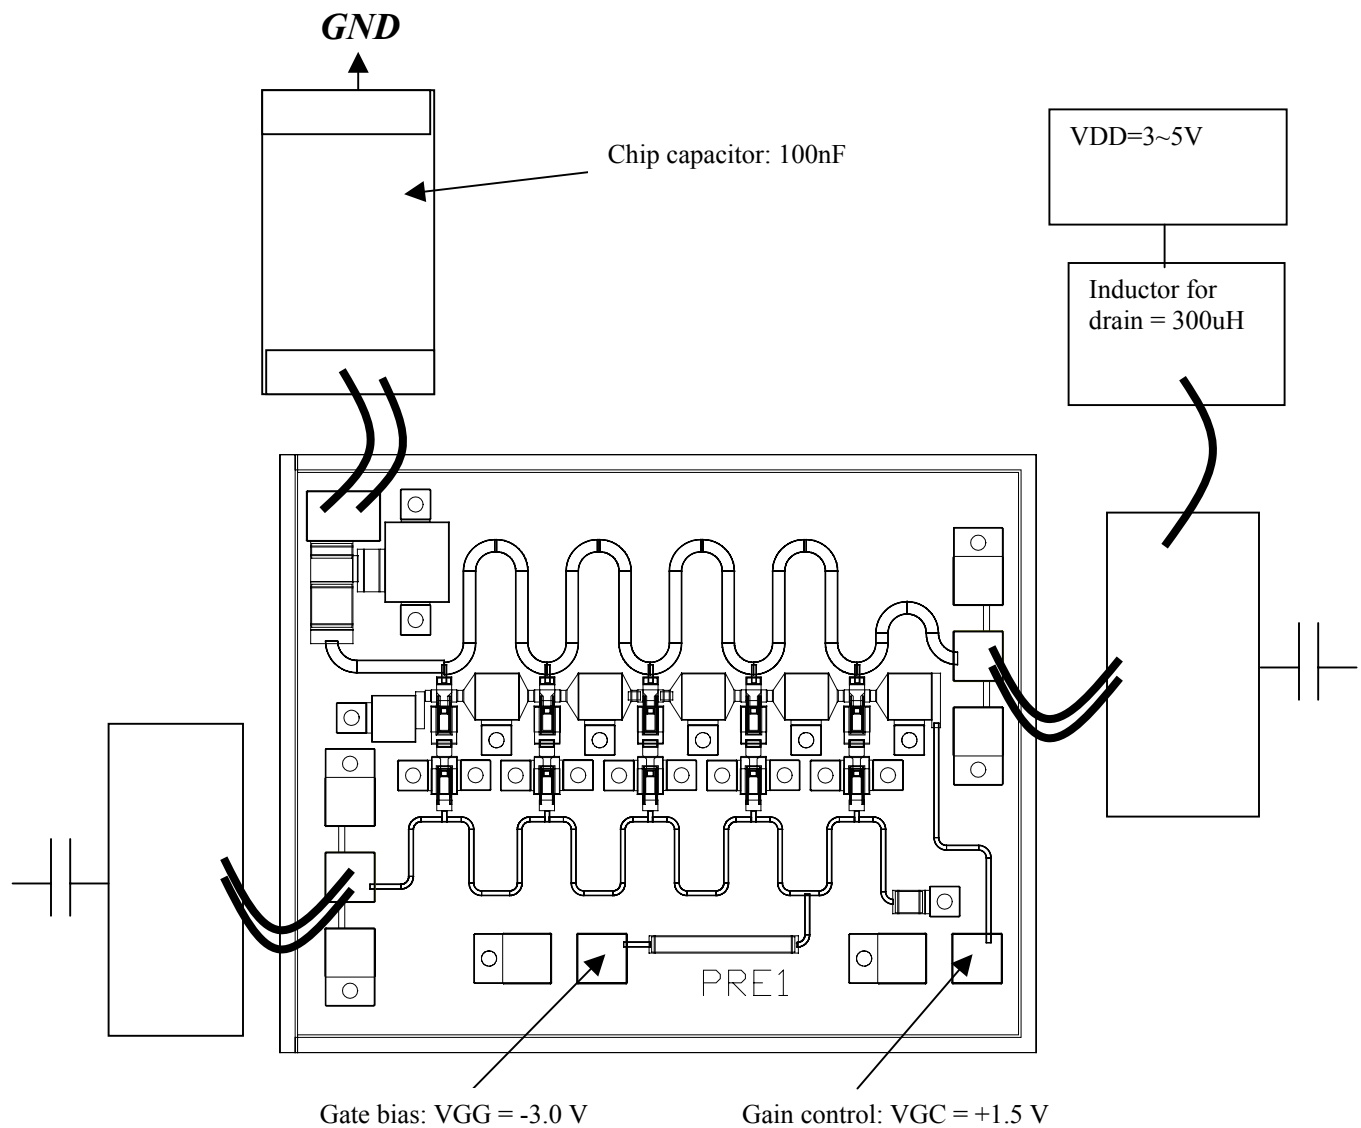 GND
Chip capacitor: 100nF
VDD=3~5V
Inductor for
drain = 300uH
PRE1
Gate bias: VGG = -3.0 V
Gain control: VGC = +1.5 V